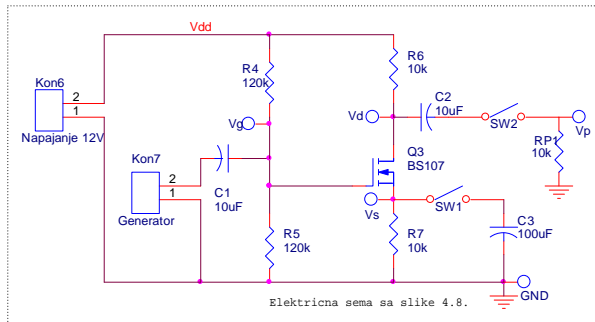 Vdd
Kon6
2
1
Napajanje 12V
R4
120k
R6
10k
C2
10uF
Vg
Vd
SW2
Vp
RP1
10k
Kon7
2
1
Generator
C1
10uF
Q3
BS107
Vs
SW1
R5
120k
R7
10k
C3
100uF
GND
Elektricna sema sa slike 4.8.